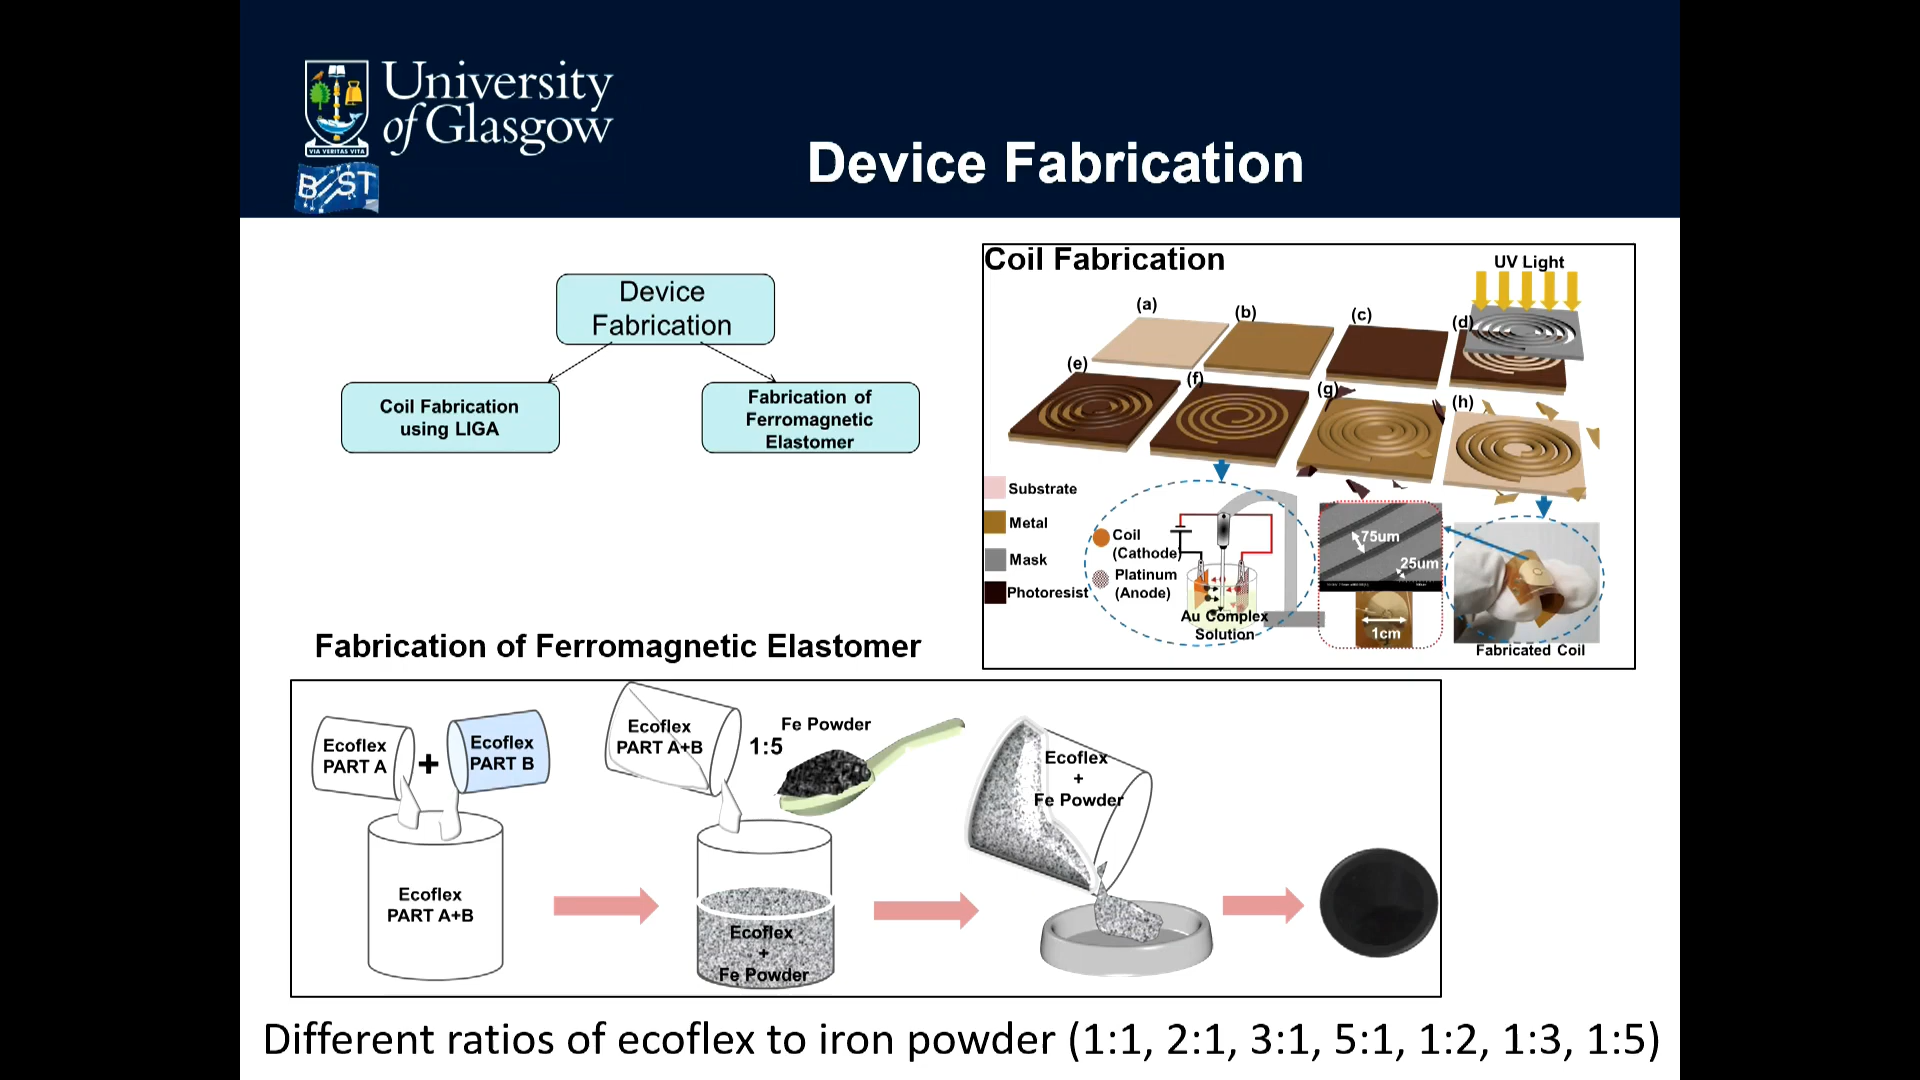 University
of Glasgow
VIA VERITAS VITA
Device Fabrication
Device
Fabrication
Coil Fabrication
using LIGA
Fabrication of
Ferromagnetic
Elastomer
Coil Fabrication
UV Light
(a)
(b)
(c)
(d)
(e)
(f)
(g)
(h)
Substrate
Metal
Mask
Photoresist
Coil
(Cathode)
Platinum
(Anode)
Au Complex
Solution
75um
25um
1cm
Fabricated Coil
Fabrication of Ferromagnetic Elastomer
Ecoflex
PART A
+
Ecoflex
PART B
Ecoflex
PART A+B
Ecoflex
PART A+B
1:5
Fe Powder
Ecoflex
+
Fe Powder
Ecoflex
+
Fe Powder
Different ratios of ecoflex to iron powder (1:1, 2:1, 3:1, 5:1, 1:2, 1:3, 1:5)